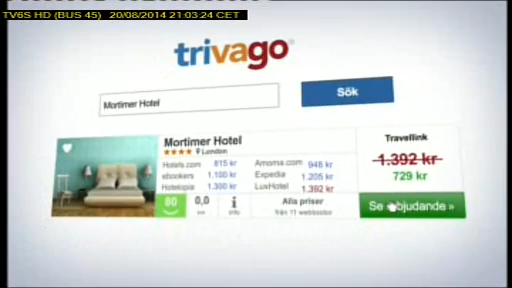 TV6S HD (BUS 45) 20/08/2014 21:03:24 CET
trivago
Mortimer Hotel
Sök
Mortimer Hotel
London
Travellink
Hotels.com 815 kr
Amoma.com 948 kr
1.392 kr
ebookers 1.100 kr
Expedia 1.205 kr
729 kr
Hotelopia 1.300 kr
LuxHotel 1.392 kr
80
0,0
i
info
Alla priser
från 11 webbsidor
Se »